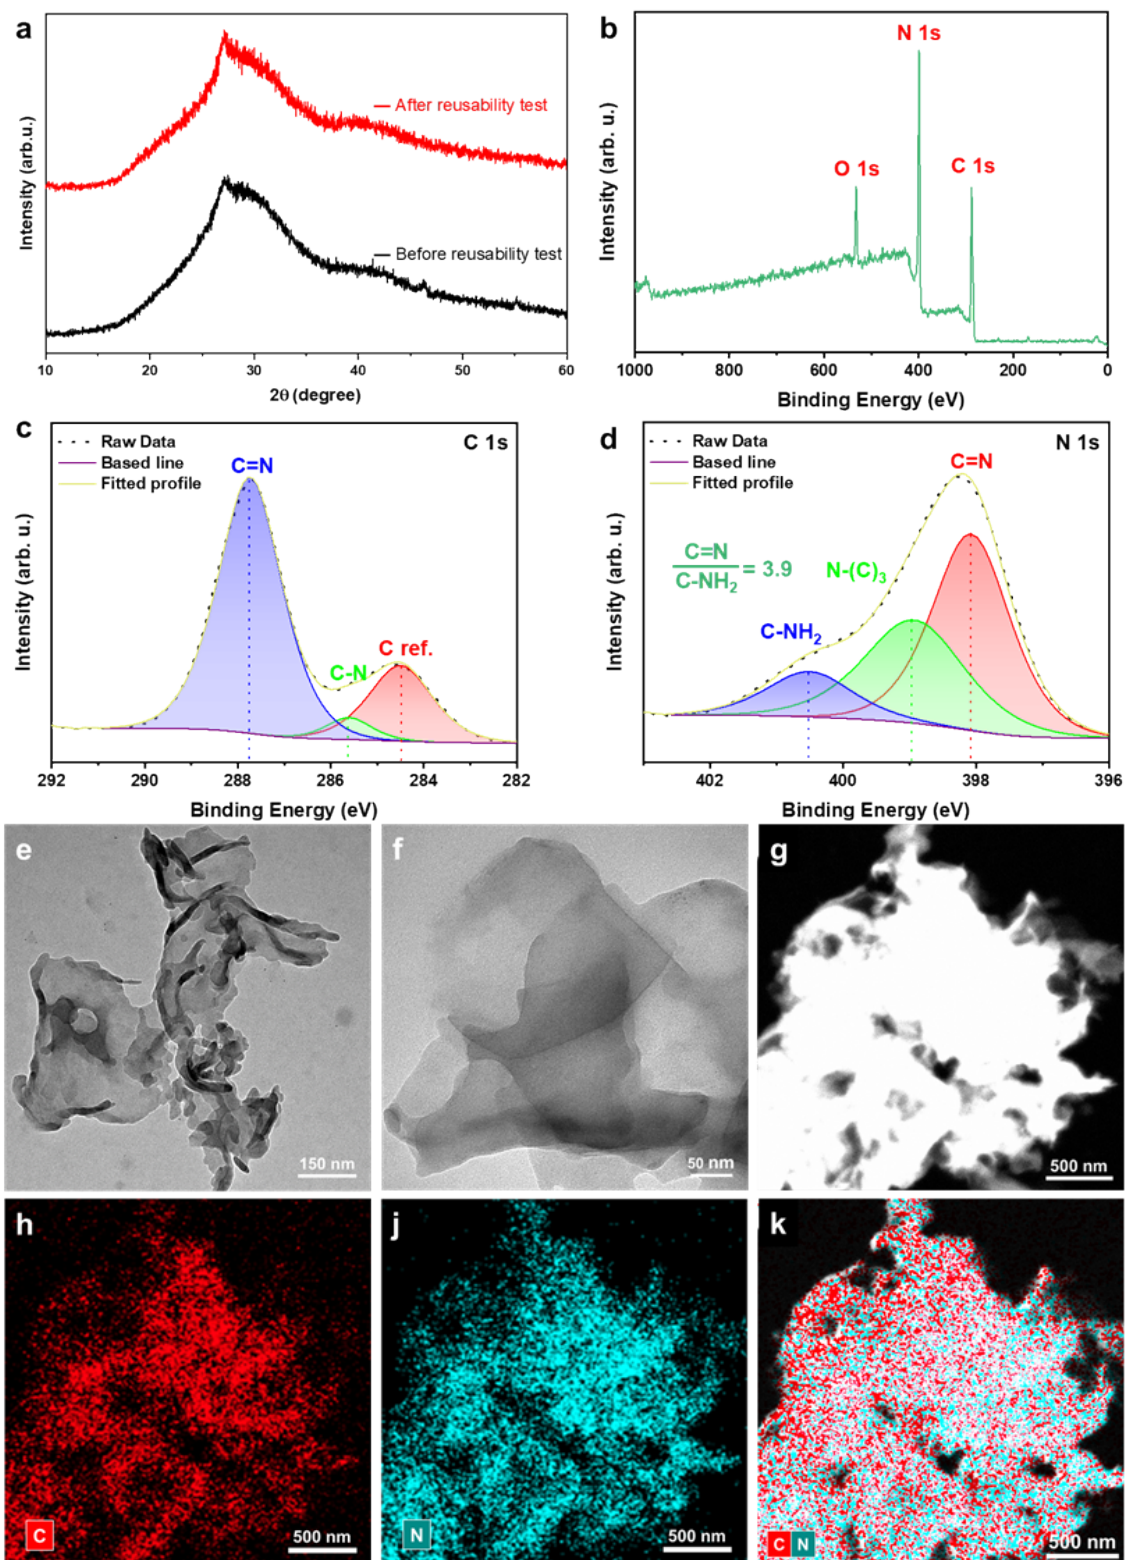 a
Intensity (arb.u.)
After reusability test
Before reusability test
10 20 30 40 50 60
2θ (degree)
b
Intensity (arb. u.)
N 1s
O 1s
C 1s
1000 800 600 400 200 0
Binding Energy (eV)
c
Intensity (arb. u.)
Raw Data
Based line
Fitted profile
C 1s
C=N
C-N
C ref.
292 290 288 286 284 282
Binding Energy (eV)
d
Intensity (arb. u.)
Raw Data
Based line
Fitted profile
N 1s
C=N
C=N
C-NH₂
= 3.9
N-(C)₃
C-NH₂
402 400 398 396
Binding Energy (eV)
e
150 nm
f
50 nm
g
500 nm
h
C
500 nm
j
N
500 nm
k
C N
500 nm